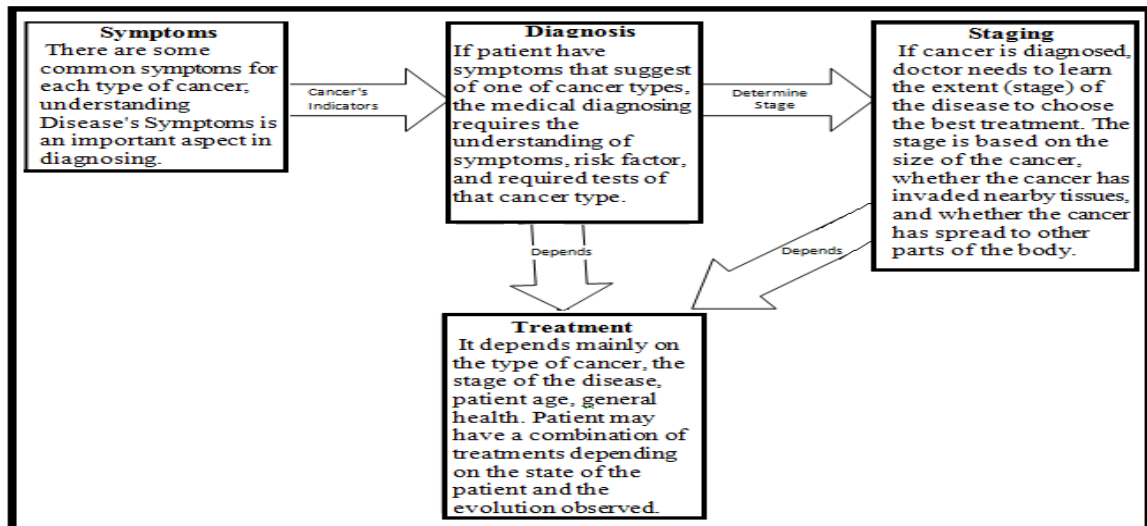 Symptoms
There are some
common symptoms for
each type of cancer,
understanding
Disease's Symptoms is
an important aspect in
diagnosing.
Cancer's
Indicators
Diagnosis
If patient have
symptoms that suggest
of one of cancer types,
the medical diagnosing
requires the
understanding of
symptoms, risk factor,
and required tests of
that cancer type.
Determine
Stage
Staging
If cancer is diagnosed,
doctor needs to learn
the extent (stage) of
the disease to choose
the best treatment. The
stage is based on the
size of the cancer,
whether the cancer has
invaded nearby tissues,
and whether the cancer
has spread to other
parts of the body.
Depends
Depends
Treatment
It depends mainly on
the type of cancer, the
stage of the disease,
patient age, general
health. Patient may
have a combination of
treatments depending
on the state of the
patient and the
evolution observed.